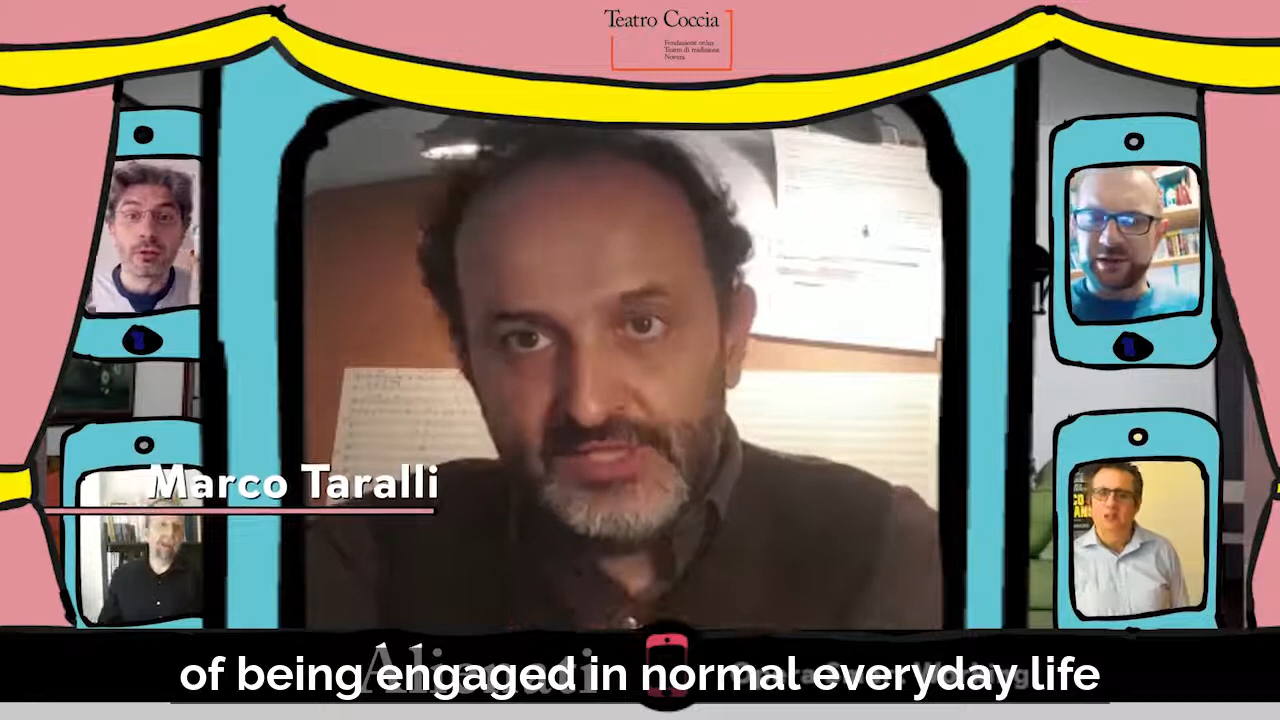 Teatro Coccia
Fondazione onlus
Teatro di tradizione
Novara
Marco Taralli
of being engaged in normal everyday life